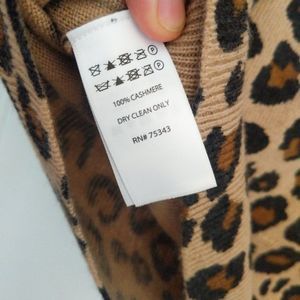 P
P
100% CASHMERE
DRY CLEAN ONLY
RN# 75343